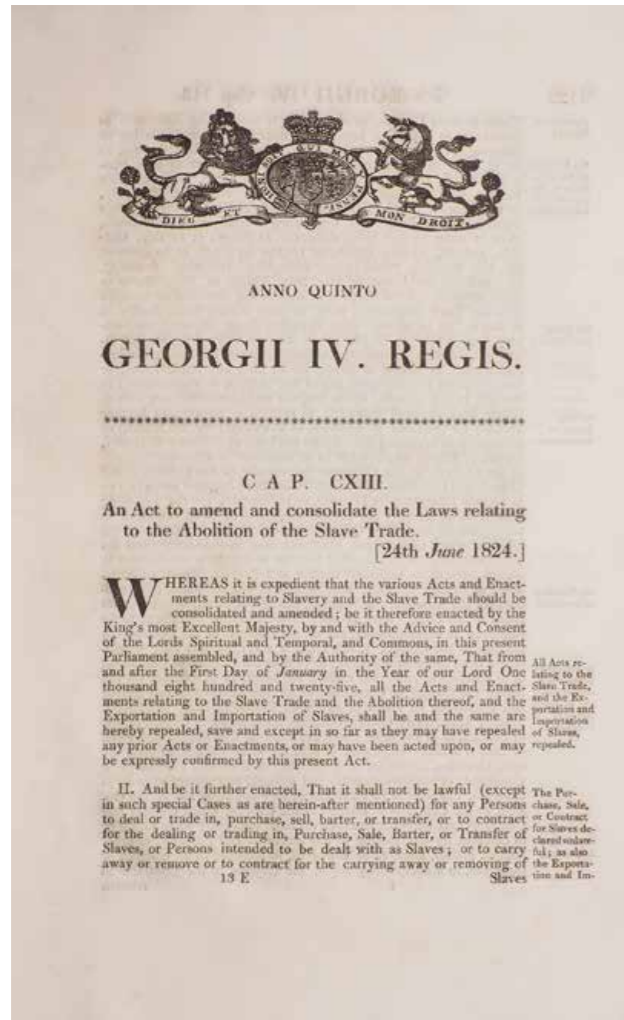 HONI SOIT QUI MAL Y PENSE
DIEU ET MON DROIT.
ANNO QUINTO
GEORGII IV. REGIS.
CAP. CXIII.
An Act to amend and consolidate the Laws relating
to the Abolition of the Slave Trade.
[24th June 1824.]
WHEREAS it is expedient that the various Acts and Enact-
ments relating to Slavery and the Slave Trade should be
consolidated and amended; be it therefore enacted by the
King's most Excellent Majesty, by and with the Advice and Consent
of the Lords Spiritual and Temporal, and Commons, in this present
Parliament assembled, and by the Authority of the same, That from
and after the First Day of January in the Year of our Lord One
thousand eight hundred and twenty-five, all the Acts and Enact-
ments relating to the Slave Trade and the Abolition thereof, and the
Exportation and Importation of Slaves, shall be and the same are
hereby repealed, save and except in so far as they may have repealed
any prior Acts or Enactments, or may have been acted upon, or may
be expressly confirmed by this present Act.
All Acts re-
lating to the
Slave Trade,
and the Ex-
portation and
Importation
of Slaves,
repealed.
II. And be it further enacted, That it shall not be lawful (except
in such special Cases as are herein-after mentioned) for any Persons
to deal or trade in, purchase, sell, barter, or transfer, or to contract
for the dealing or trading in, Purchase, Sale, Barter, or Transfer of
Slaves, or Persons intended to be dealt with as Slaves; or to carry
away or remove or to contract for the carrying away or removing of
The Pur-
chase, Sale,
or Contract
for Slaves de-
clared unlaw-
ful; as also
the Exporta-
tion and Im-
13 E
Slaves